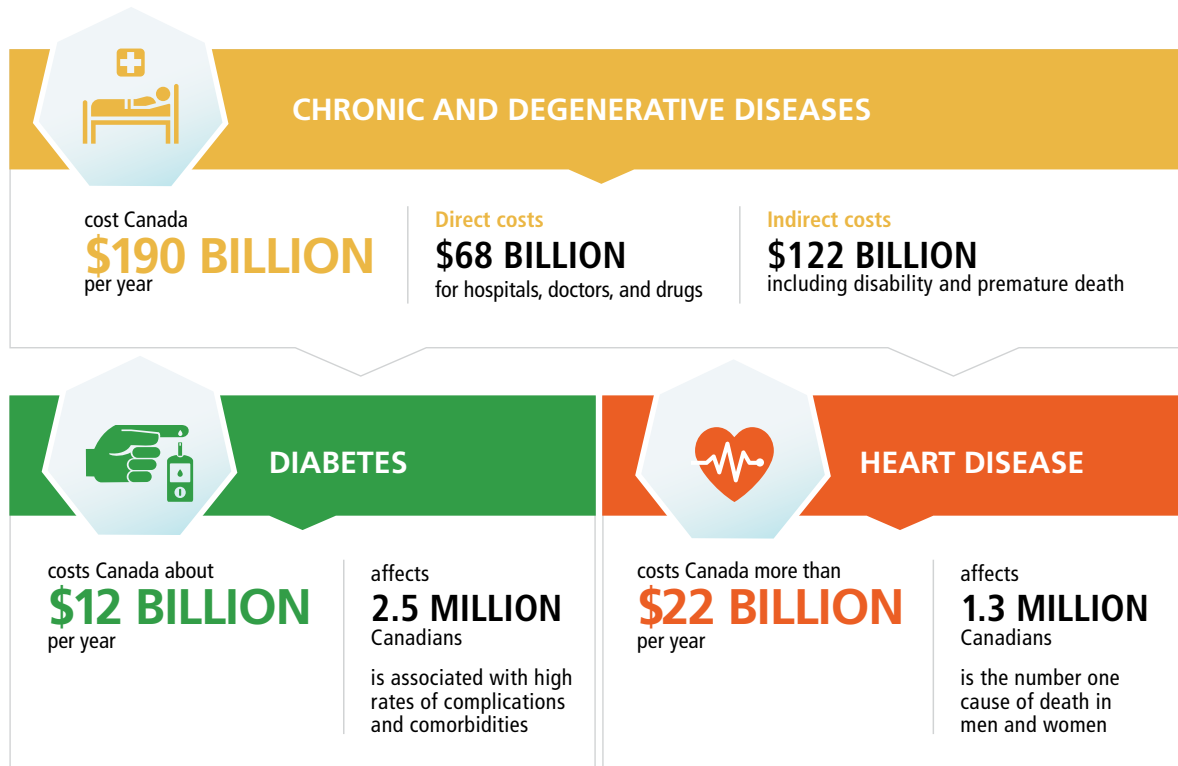 CHRONIC AND DEGENERATIVE DISEASES
cost Canada
$190 BILLION
per year
Direct costs
$68 BILLION
for hospitals, doctors, and drugs
Indirect costs
$122 BILLION
including disability and premature death
DIABETES
costs Canada about
$12 BILLION
per year
affects
2.5 MILLION
Canadians
is associated with high
rates of complications
and comorbidities
HEART DISEASE
costs Canada more than
$22 BILLION
per year
affects
1.3 MILLION
Canadians
is the number one
cause of death in
men and women